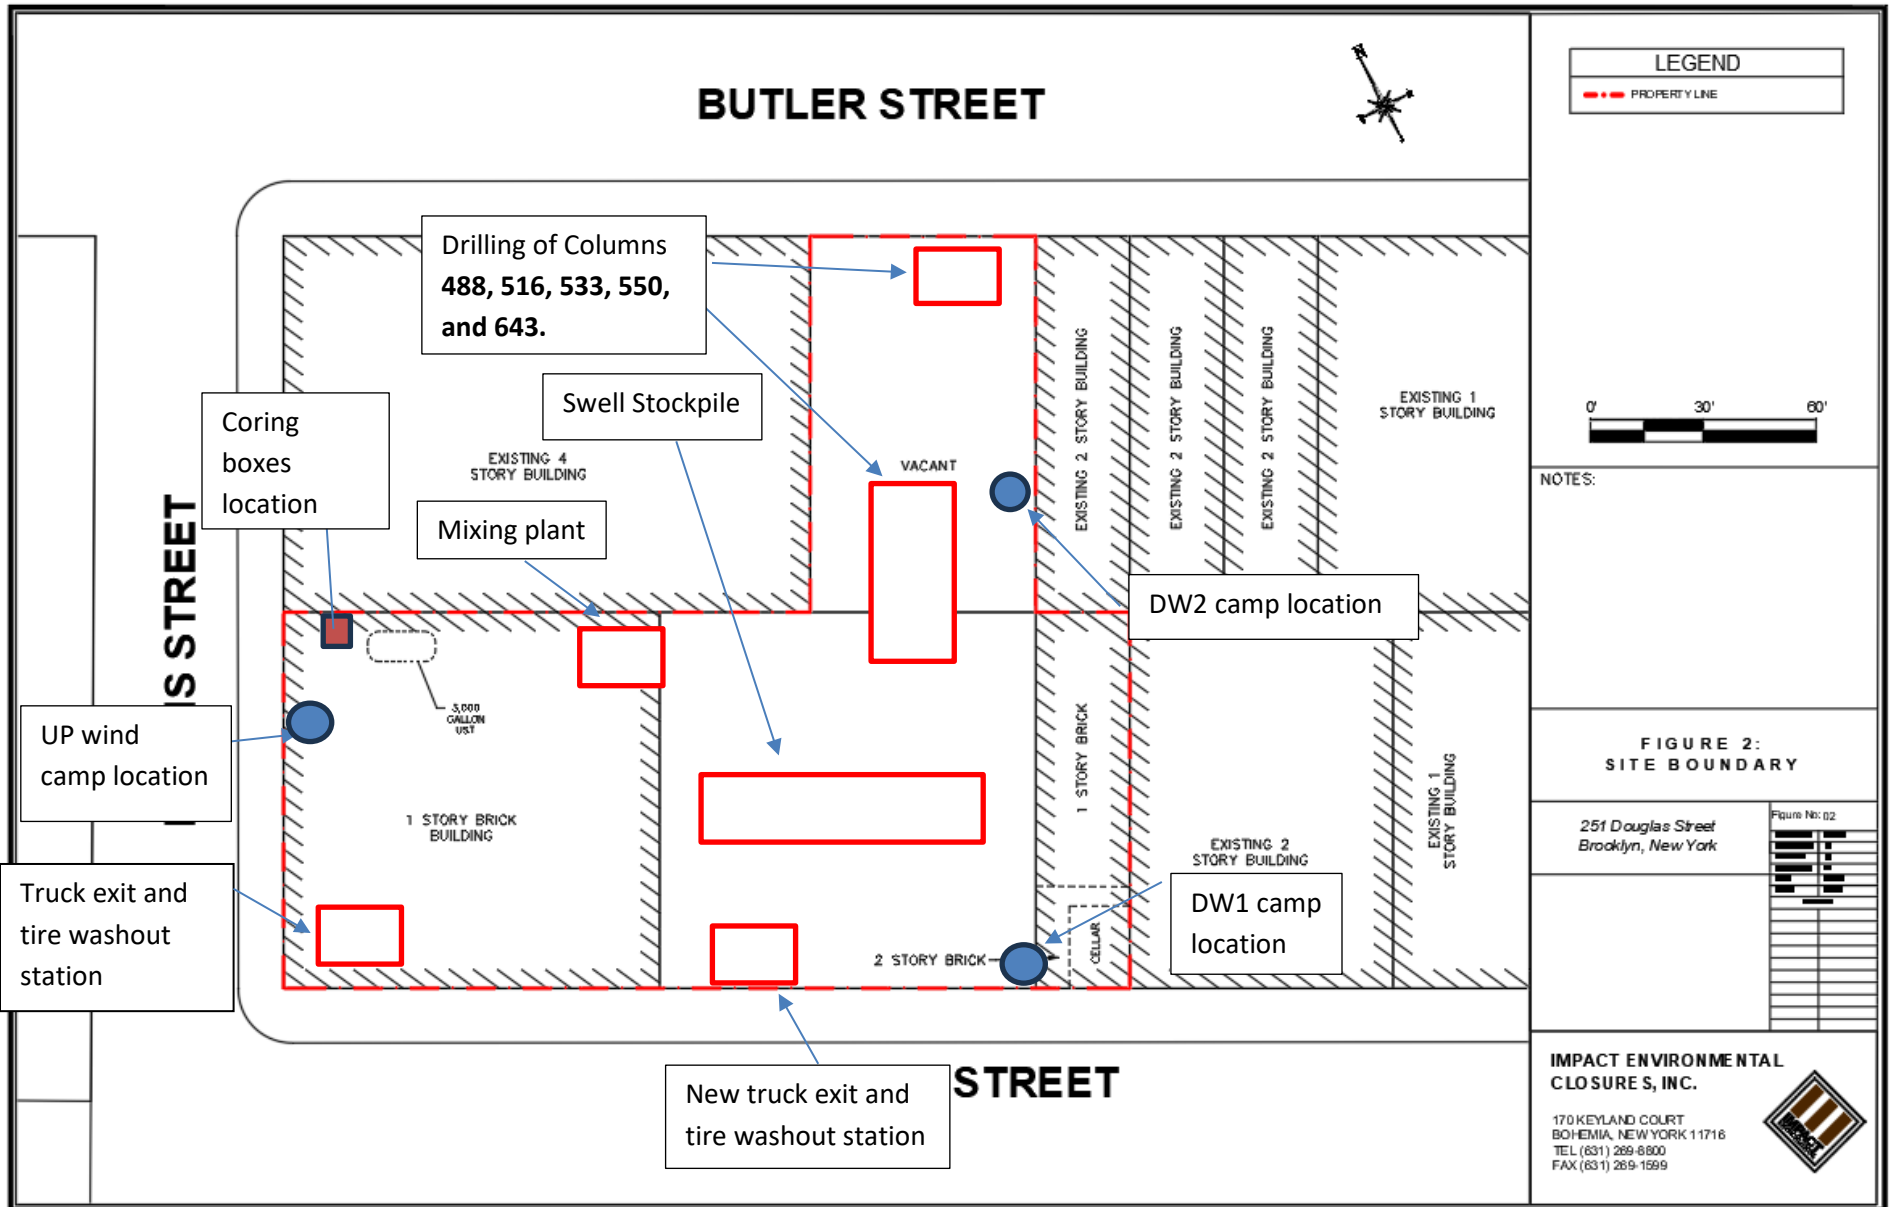 BUTLER STREET
N
LEGEND
PROPERTY LINE
Drilling of Columns
488, 516, 533, 550,
and 643.
Swell Stockpile
Coring
boxes
location
Mixing plant
EXISTING 4
STORY BUILDING
VACANT
EXISTING 2 STORY BUILDING
EXISTING 2 STORY BUILDING
EXISTING 2 STORY BUILDING
EXISTING 1
STORY BUILDING
0' 30' 60'
NOTES:
DW2 camp location
IS STREET
UP wind
camp location
3,000
GALLON
UST
1 STORY BRICK
BUILDING
1 STORY BRICK
EXISTING 2
STORY BUILDING
EXISTING 1
STORY BUILDING
Truck exit and
tire washout
station
2 STORY BRICK
CELLAR
DW1 camp
location
New truck exit and
tire washout station
STREET
FIGURE 2:
SITE BOUNDARY
251 Douglas Street
Brooklyn, New York
Figure No: 02
IMPACT ENVIRONMENTAL
CLOSURES, INC.
170 KEYLAND COURT
BOHEMIA, NEW YORK 11716
TEL (631) 269-8800
FAX (631) 269-1599
IMPACT